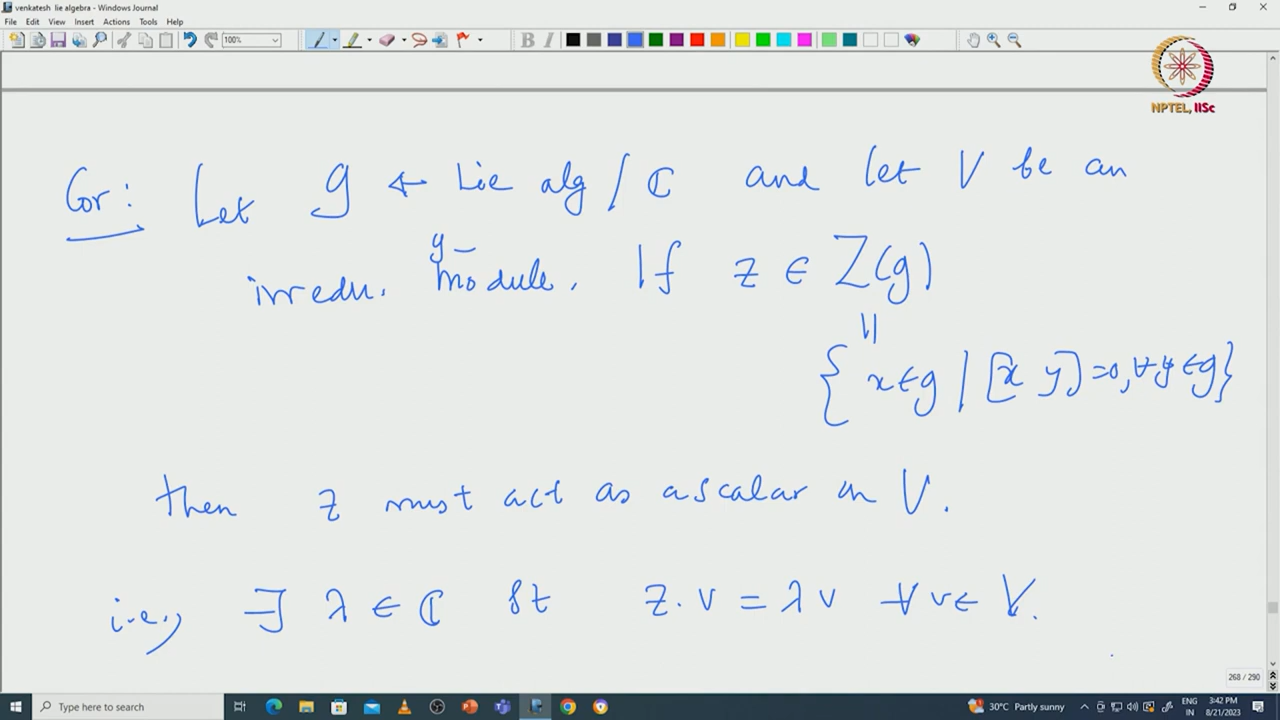 venkatesh lie algebra - Windows Journal
File Edit View Insert Actions Tools Help
100%
NPTEL, IISc
Cor: Let g ← Lie alg / ℂ and let V be an
irredu. g-module. If z ∈ Z(g)
||
{ x ∈ g | [x y] = 0, ∀ y ∈ g }
then z must act as a scalar on V.
i.e., ∃ λ ∈ ℂ st z. v = λ v ∀ v ∈ V.
268 / 290
Type here to search
30°C Partly sunny
ENG
IN
3:42 PM
8/21/2023